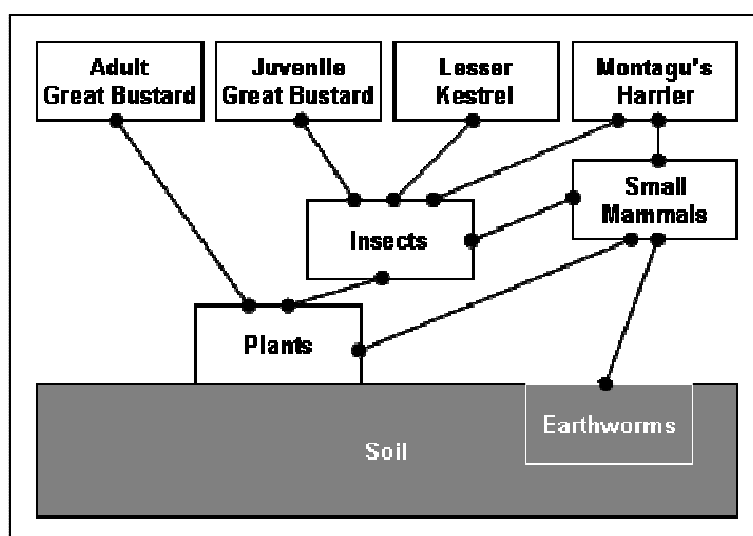 Adult
Great Bustard
Juvenile
Great Bustard
Lesser
Kestrel
Montagu's
Harrier
Small
Mammals
Insects
Plants
Earthworms
Soil